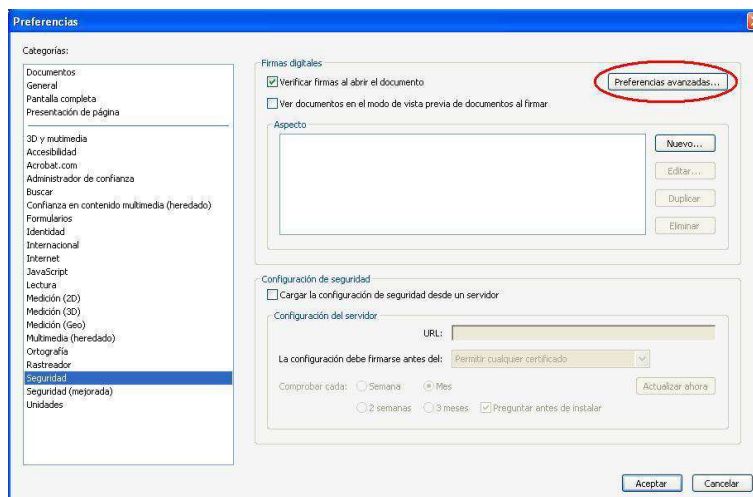 Preferencias
Categorías:
Documentos
General
Pantalla completa
Presentación de página
3D y mutimedia
Accesibilidad
Acrobat.com
Administrador de confianza
Buscar
Confianza en contenido multimedia (heredado)
Formularios
Identidad
Internacional
Internet
JavaScript
Lectura
Medición (2D)
Medición (3D)
Medición (Geo)
Multimedia (heredado)
Ortografía
Rastreador
Seguridad
Seguridad (mejorada)
Unidades
Firmas digitales
Verificar firmas al abrir el documento
Preferencias avanzadas...
Ver documentos en el modo de vista previa de documentos al firmar
Aspecto
Nuevo...
Editar...
Duplicar
Eliminar
Configuración de seguridad
Cargar la configuración de seguridad desde un servidor
Configuración del servidor
URL:
La configuración debe firmarse antes del: Permitir cualquier certificado
Comprobar cada: Semana Mes Actualizar ahora
2 semanas 3 meses Preguntar antes de instalar
Aceptar Cancelar